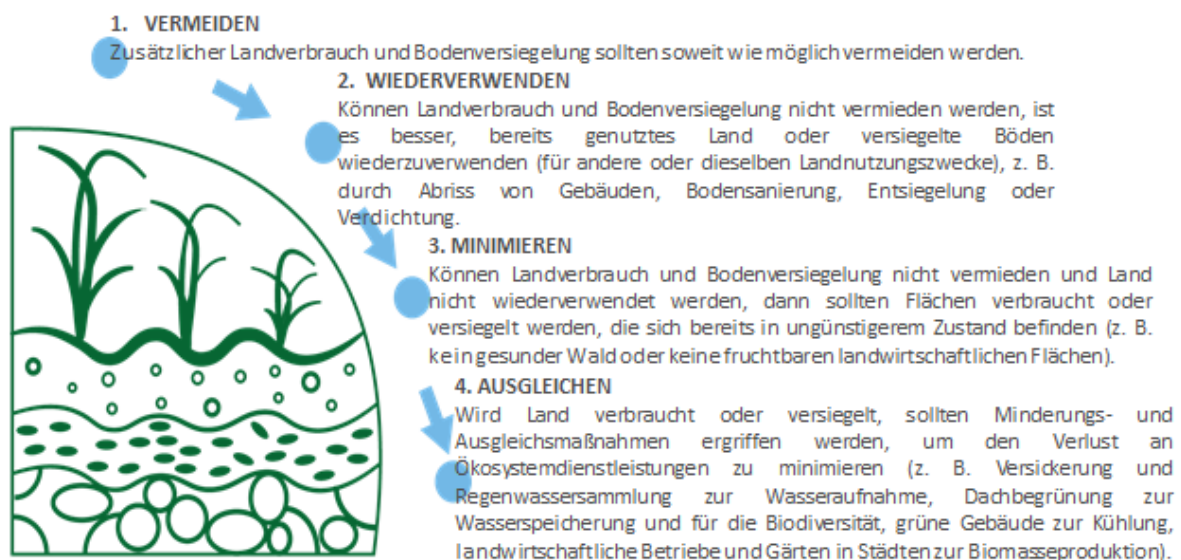 1. VERMEIDEN
Zusätzlicher Landverbrauch und Bodenversiegelung sollten soweit wie möglich vermeiden werden.
2. WIEDERVERWENDEN
Können Landverbrauch und Bodenversiegelung nicht vermieden werden, ist
es besser, bereits genutztes Land oder versiegelte Böden
wiederzuverwenden (für andere oder dieselben Landnutzungszwecke), z. B.
durch Abriss von Gebäuden, Bodensanierung, Entsiegelung oder
Verdichtung.
3. MINIMIEREN
Können Landverbrauch und Bodenversiegelung nicht vermieden und Land
nicht wiederverwendet werden, dann sollten Flächen verbraucht oder
versiegelt werden, die sich bereits in ungünstigerem Zustand befinden (z. B.
kein gesunder Wald oder keine fruchtbaren landwirtschaftlichen Flächen).
4. AUSGLEICHEN
Wird Land verbraucht oder versiegelt, sollten Minderungs- und
Ausgleichsmaßnahmen ergriffen werden, um den Verlust an
Ökosystemdienstleistungen zu minimieren (z. B. Versickerung und
Regenwassersammlung zur Wasseraufnahme, Dachbegrünung zur
Wasserspeicherung und für die Biodiversität, grüne Gebäude zur Kühlung,
landwirtschaftliche Betriebe und Gärten in Städten zur Biomasseproduktion).